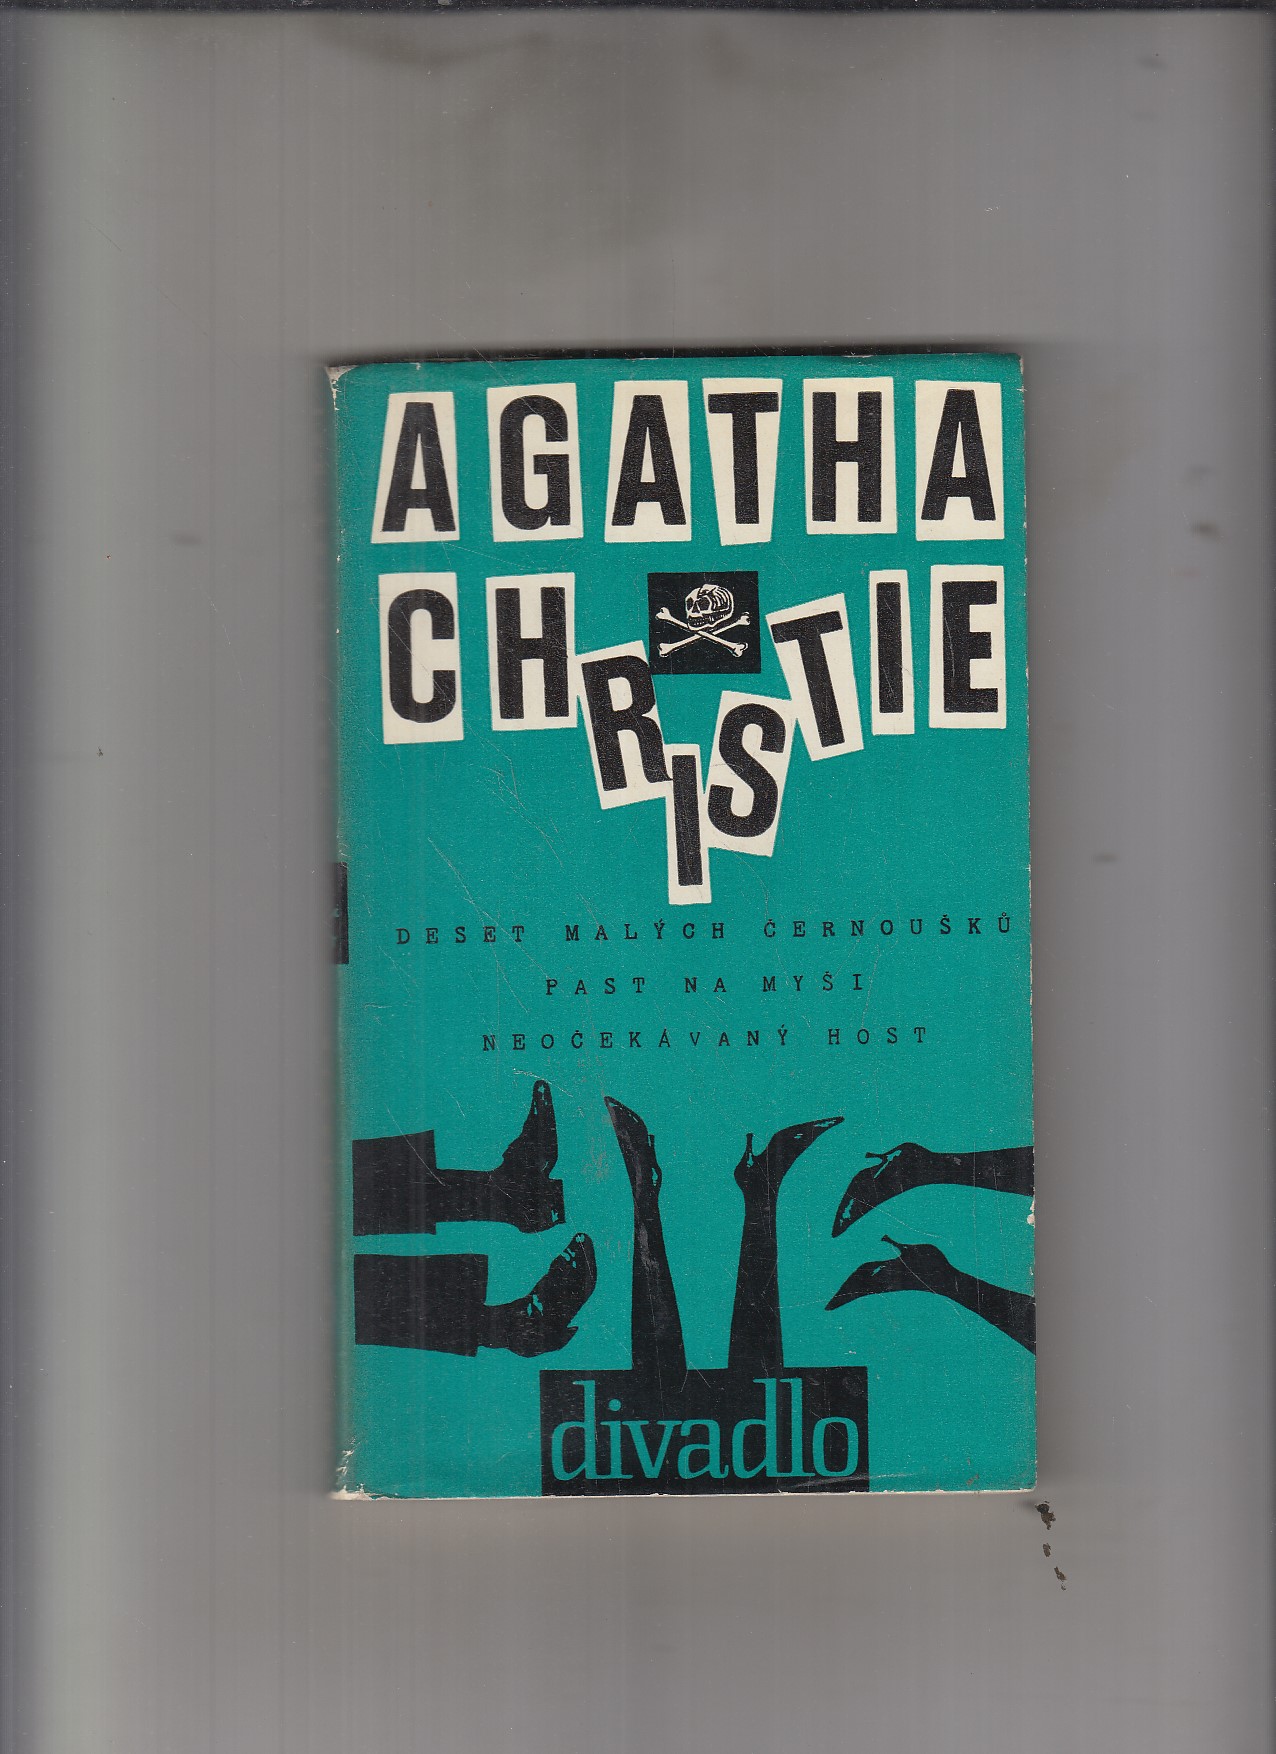 AGATHA
CHRISTIE
DESET MALÝCH ČERNOUŠKŮ
PAST NA MYŠI
NEOČEKÁVANÝ HOST
divadlo